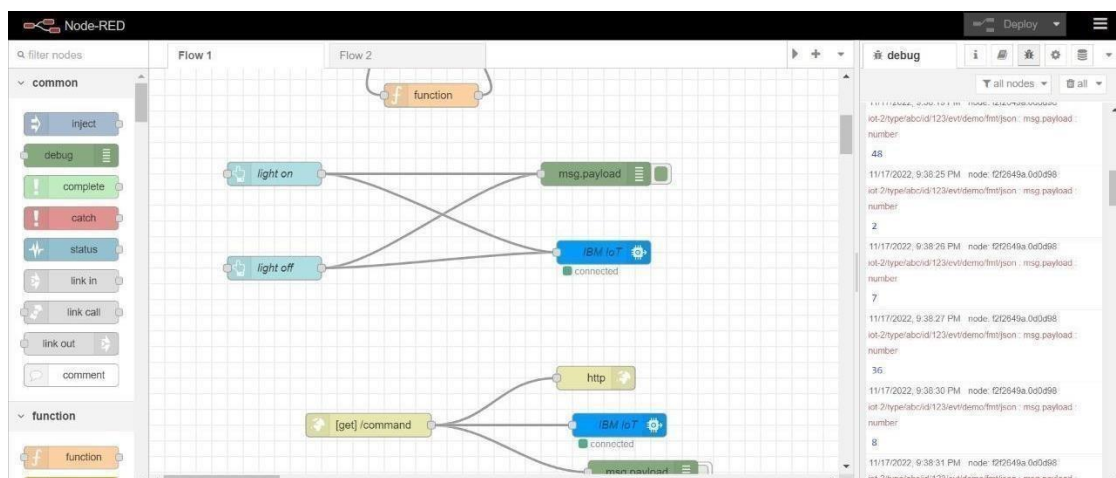 Node-RED
Deploy
filter nodes
Flow 1
Flow 2
debug
i
all nodes
all
common
inject
debug
complete
catch
status
link in
link call
link out
comment
function
function
f function
light on
light off
msg.payload
IBM IoT
connected
http
[get] /command
IBM IoT
connected
msg.payload
iot-2/type/abc/id/123/evt/demo/fmt/json : msg.payload :
number
48
11/17/2022, 9:38:25 PM node: f2f2649a.0d0d98
iot-2/type/abc/id/123/evt/demo/fmt/json : msg.payload :
number
2
11/17/2022, 9:38:26 PM node: f2f2649a.0d0d98
iot-2/type/abc/id/123/evt/demo/fmt/json : msg.payload :
number
7
11/17/2022, 9:38:27 PM node: f2f2649a.0d0d98
iot-2/type/abc/id/123/evt/demo/fmt/json : msg.payload :
number
36
11/17/2022, 9:38:30 PM node: f2f2649a.0d0d98
iot-2/type/abc/id/123/evt/demo/fmt/json : msg.payload :
number
8
11/17/2022, 9:38:31 PM node: f2f2649a.0d0d98